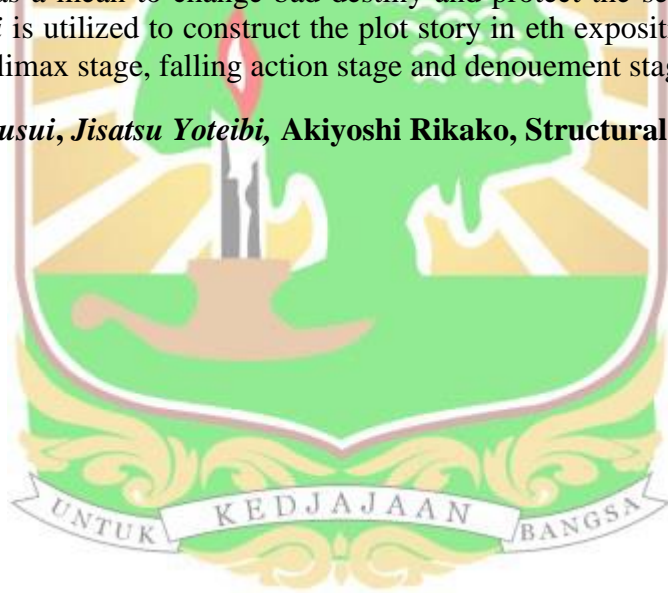 as a mean to change bad destiny and protect the se
is utilized to construct the plot story in eth exposit
limax stage, falling action stage and denouement stag
usui, Jisatsu Yoteibi, Akiyoshi Rikako, Structural
UNTUK KEDJAJAAN BANGSA